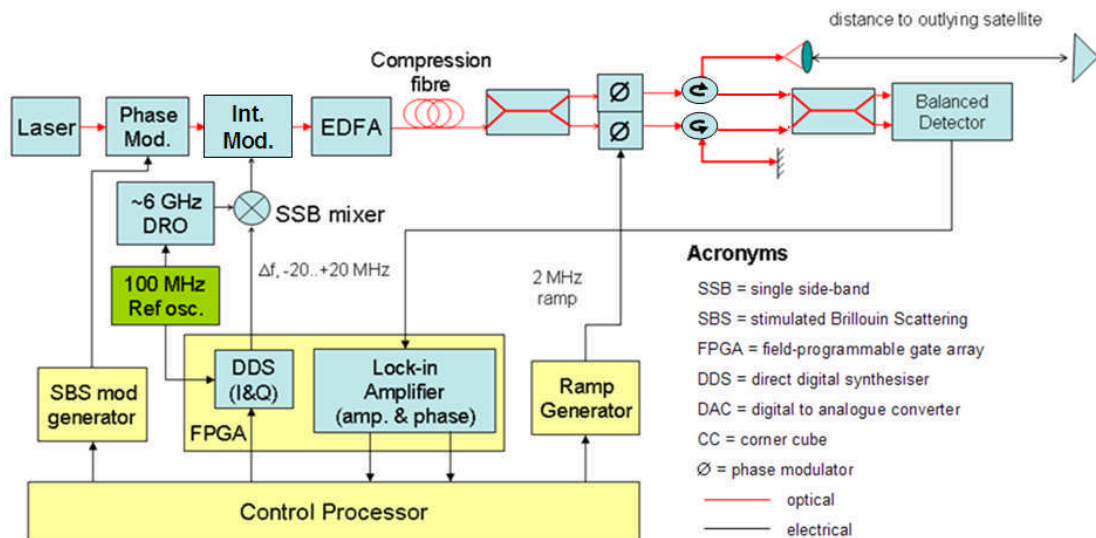 distance to outlying satellite
Compression
fibre
Laser
Phase
Mod.
Int.
Mod.
EDFA
Ø
Ø
Balanced
Detector
~6 GHz
DRO
SSB mixer
Δf, -20..+20 MHz
100 MHz
Ref osc.
2 MHz
ramp
SBS mod
generator
DDS
(I&Q)
FPGA
Lock-in
Amplifier
(amp. & phase)
Ramp
Generator
Control Processor
Acronyms
SSB = single side-band
SBS = stimulated Brillouin Scattering
FPGA = field-programmable gate array
DDS = direct digital synthesiser
DAC = digital to analogue converter
CC = corner cube
Ø = phase modulator
optical
electrical